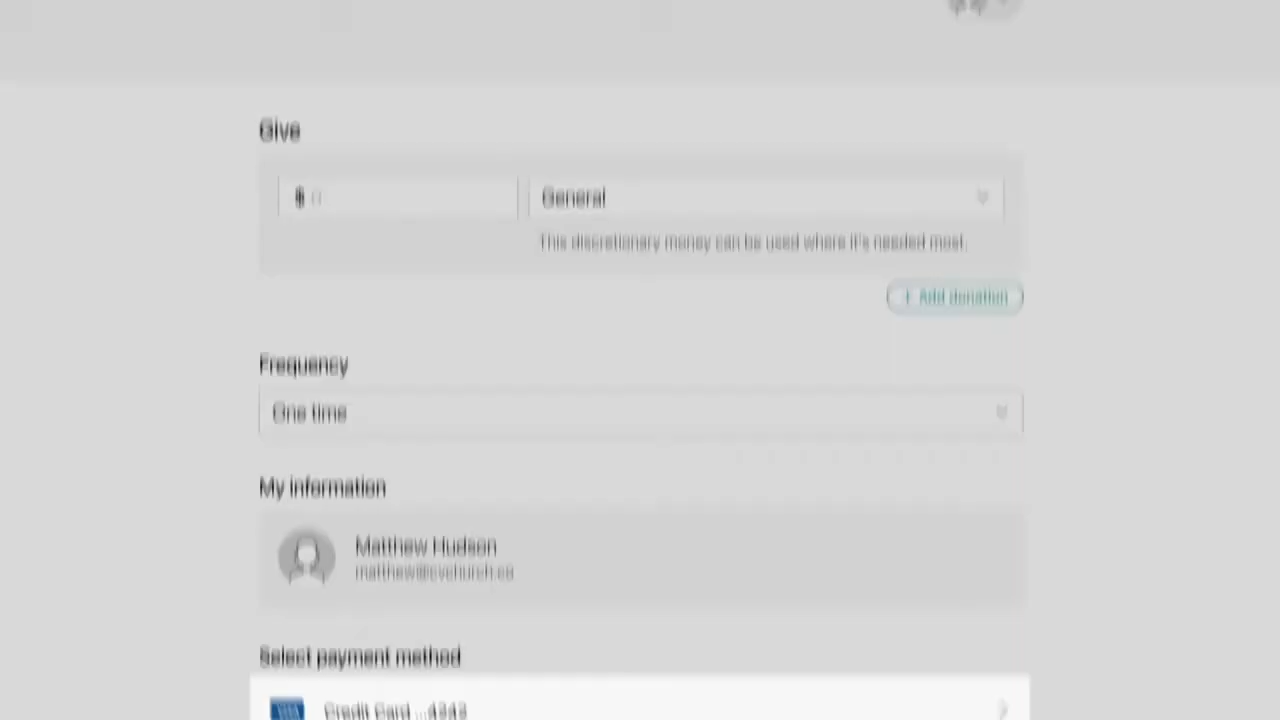 Give
$ 0
General
This discretionary money can be used where it's needed most.
+ Add donation
Frequency
One time
My information
Matthew Hudson
Select payment method
Credit Card